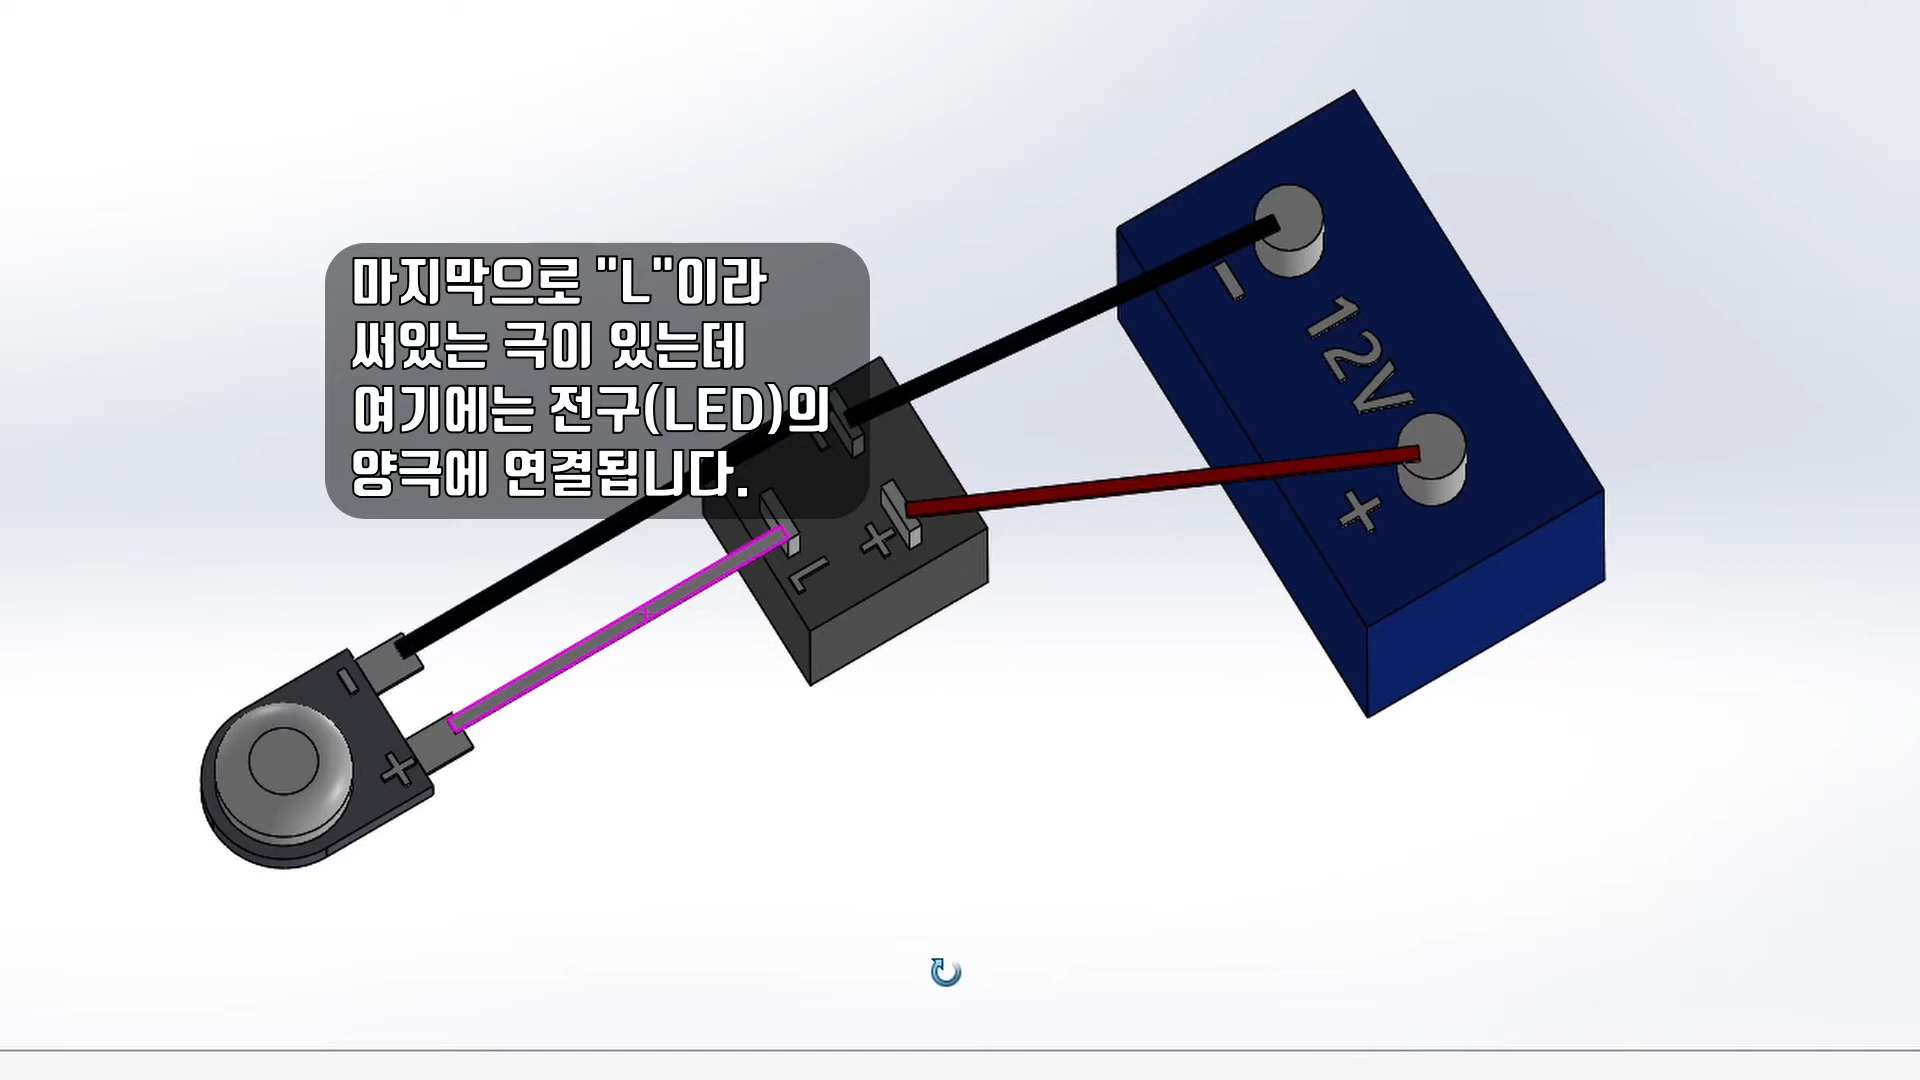 마지막으로 "L"이라
써있는 극이 있는데
여기에는 전구(LED)의
양극에 연결됩니다.
-
12V
+
-
+
L
-
+